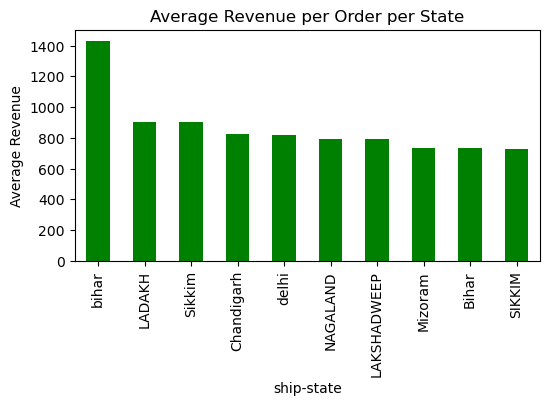 Average Revenue per Order per State
1400
1200
1000
800
600
400
200
0
Average Revenue
bihar
LADAKH
Sikkim
Chandigarh
delhi
NAGALAND
LAKSHADWEEP
Mizoram
Bihar
SIKKIM
ship-state